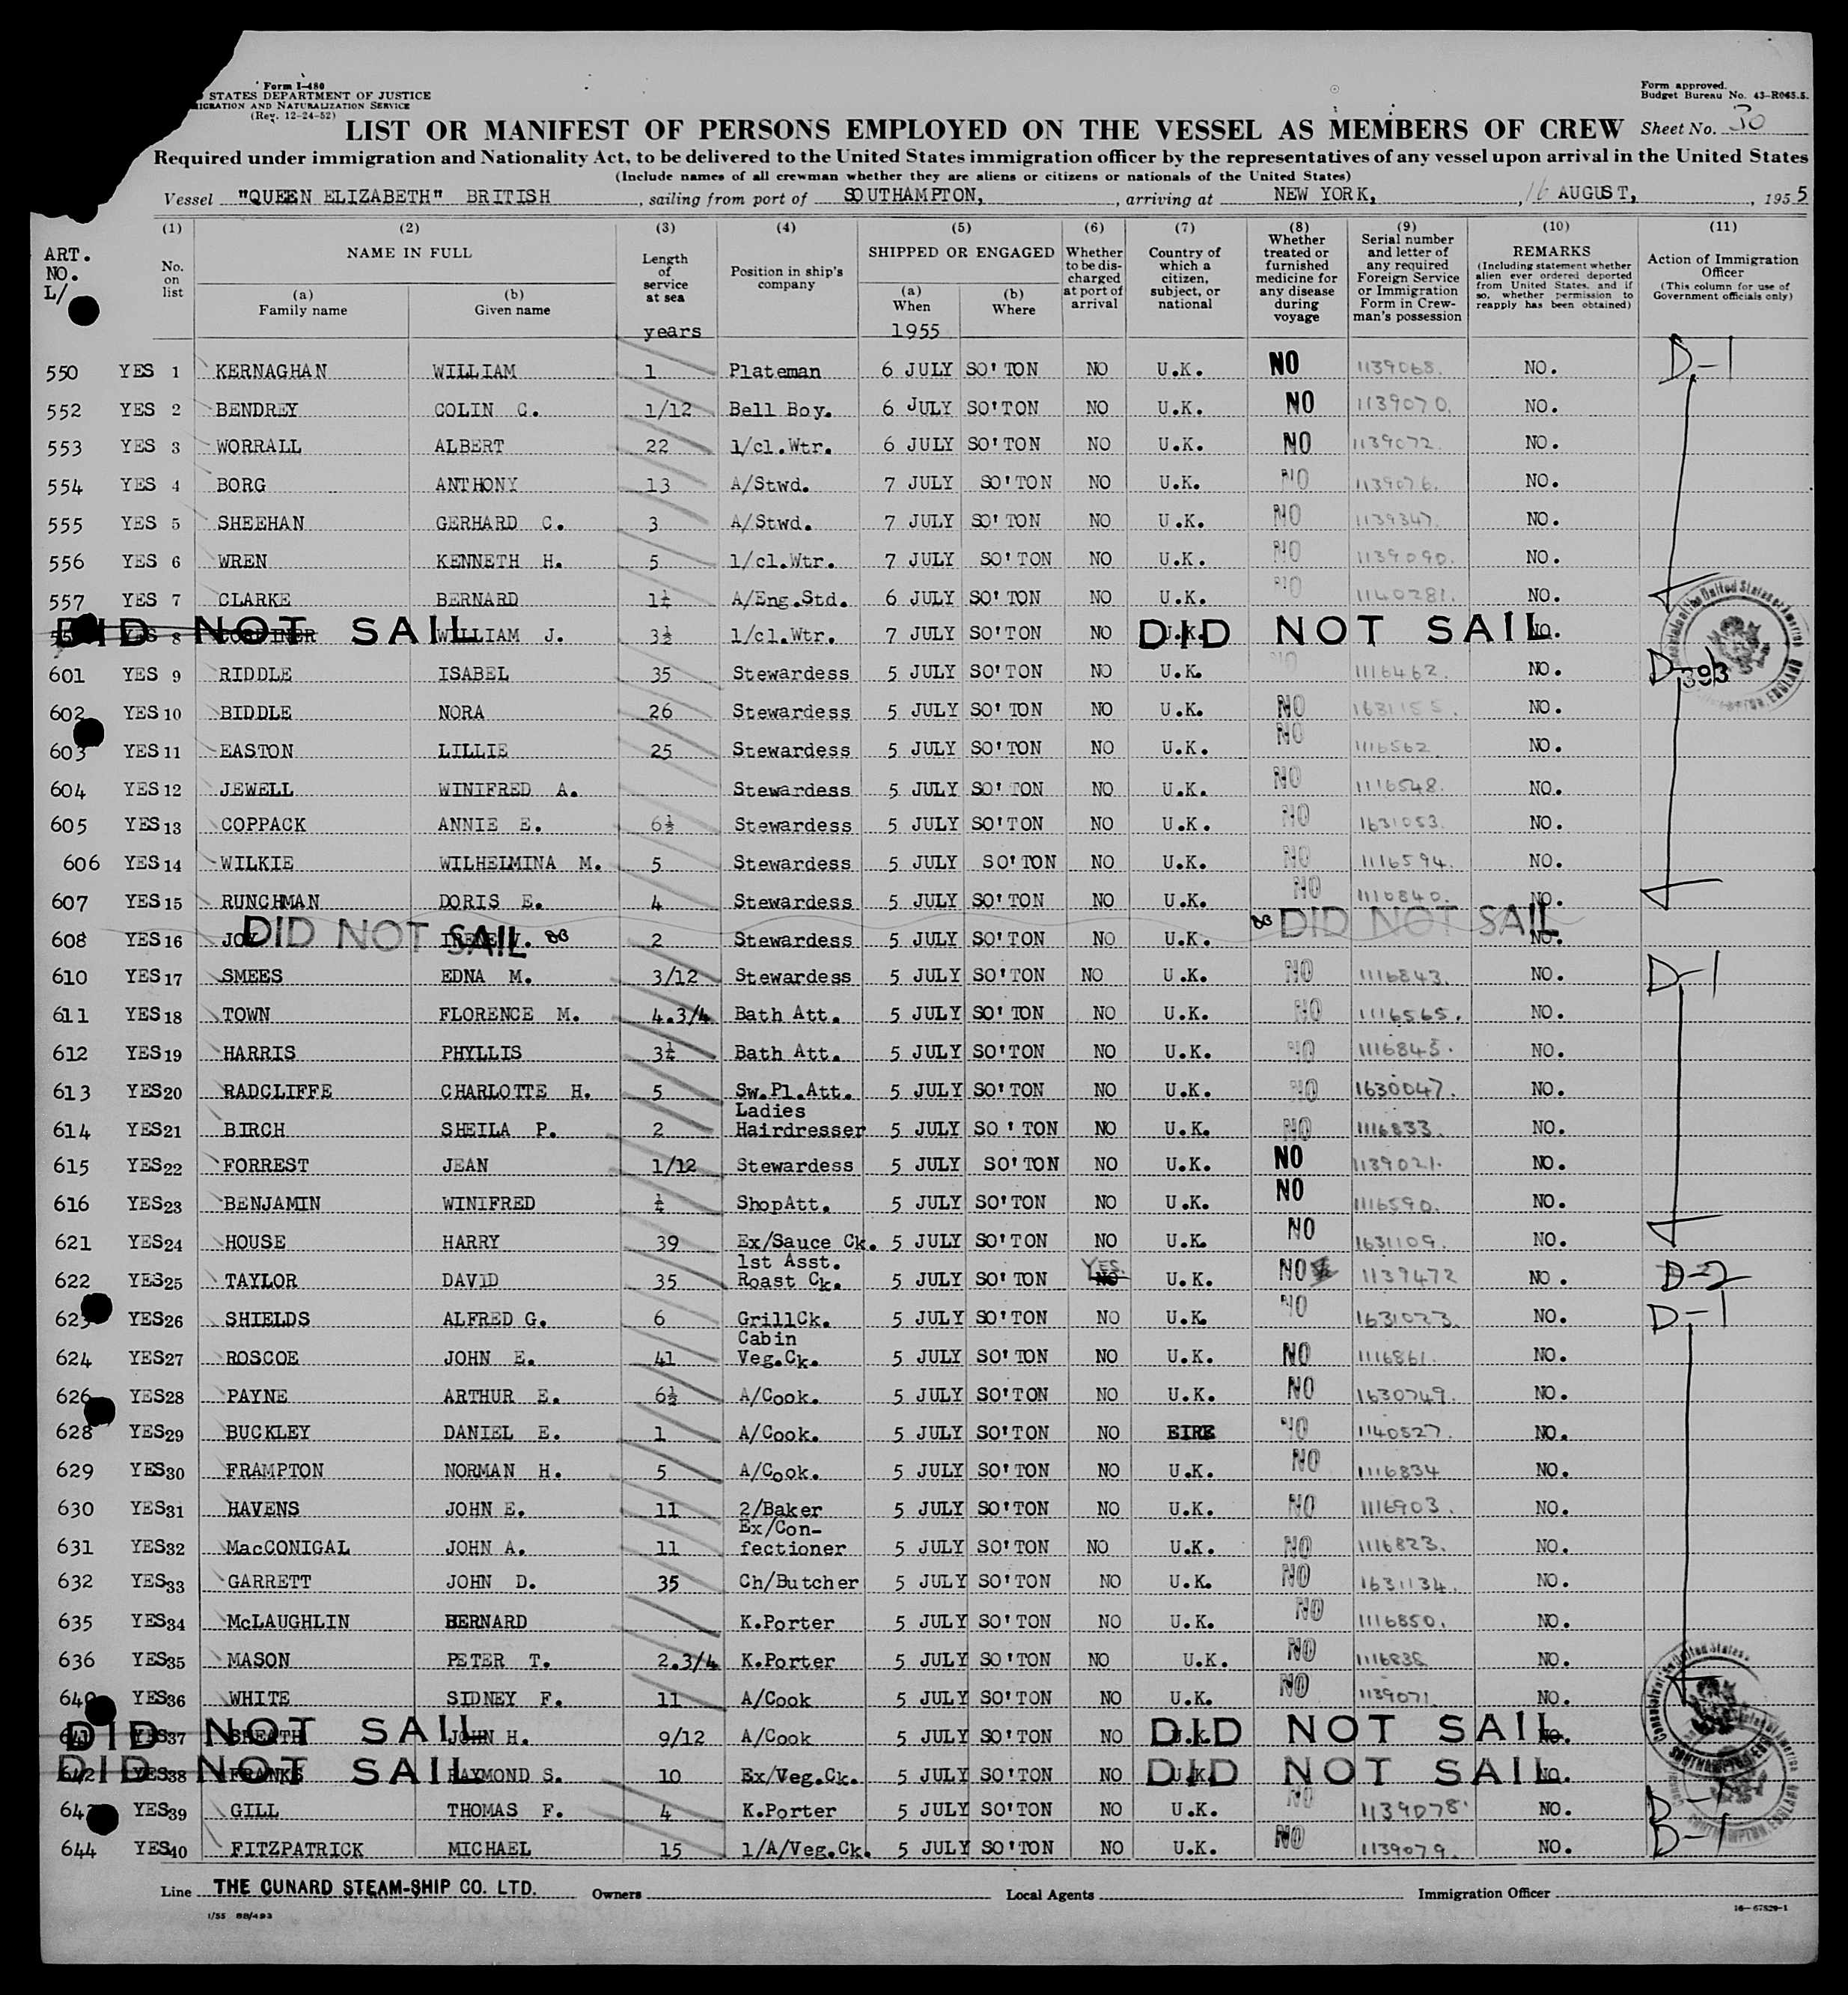 Form I-480
STATES DEPARTMENT OF JUSTICE
IGRATION AND NATURALIZATION SERVICE
(Rev. 12-24-52)
Form approved.
Budget Bureau No. 43-R065.5.
LIST OR MANIFEST OF PERSONS EMPLOYED ON THE VESSEL AS MEMBERS OF CREW Sheet No. 30
Required under immigration and Nationality Act, to be delivered to the United States immigration officer by the representatives of any vessel upon arrival in the United States
(Include names of all crewman whether they are aliens or citizens or nationals of the United States)
Vessel "QUEEN ELIZABETH" BRITISH, sailing from port of SOUTHAMPTON, arriving at NEW YORK, 16 AUGUST, 1955
ART. NO. L/
(1) No. on list
(2) NAME IN FULL (a) Family name (b) Given name
(3) Length of service at sea years
(4) Position in ship's company
(5) SHIPPED OR ENGAGED (a) When 1955 (b) Where
(6) Whether to be discharged at port of arrival
(7) Country of which a citizen, subject, or national
(8) Whether treated or furnished medicine for any disease during voyage
(9) Serial number and letter of any required Foreign Service or Immigration Form in Crewman's possession
(10) REMARKS (Including statement whether alien ever ordered deported from United States, and if so, whether permission to reapply has been obtained)
(11) Action of Immigration Officer (This column for use of Government officials only)
550 YES 1 KERNAGHAN WILLIAM 1 Plateman 6 JULY SO'TON NO U.K. NO 1139068. NO. D-1
552 YES 2 BENDREY COLIN C. 1/12 Bell Boy. 6 JULY SO'TON NO U.K. NO 1139070. NO.
553 YES 3 WORRALL ALBERT 22 1/cl.Wtr. 6 JULY SO'TON NO U.K. NO 1139072. NO.
554 YES 4 BORG ANTHONY 13 A/Stwd. 7 JULY SO'TON NO U.K. NO 1139076. NO.
555 YES 5 SHEEHAN GERHARD C. 3 A/Stwd. 7 JULY SO'TON NO U.K. NO 1139347. NO.
556 YES 6 WREN KENNETH H. 5 1/cl.Wtr. 7 JULY SO'TON NO U.K. NO 1139090. NO.
557 YES 7 CLARKE BERNARD 1¼ A/Eng.Std. 6 JULY SO'TON NO U.K. NO 1140281. NO.
YES 8 WILLIAM J. 3½ 1/cl.Wtr. 7 JULY SO'TON NO U.K. NO.
DID NOT SAIL DID NOT SAIL
601 YES 9 RIDDLE ISABEL 35 Stewardess 5 JULY SO'TON NO U.K. NO 1116462. NO. D-1 393
602 YES 10 BIDDLE NORA 26 Stewardess 5 JULY SO'TON NO U.K. NO 1631155. NO.
603 YES 11 EASTON LILLIE 25 Stewardess 5 JULY SO'TON NO U.K. NO 1116562 NO.
604 YES 12 JEWELL WINIFRED A. Stewardess 5 JULY SO'TON NO U.K. NO 1116548. NO.
605 YES 13 COPPACK ANNIE E. 6½ Stewardess 5 JULY SO'TON NO U.K. NO 1631053. NO.
606 YES 14 WILKIE WILHELMINA M. 5 Stewardess 5 JULY SO'TON NO U.K. NO 1116594. NO.
607 YES 15 RUNCHMAN DORIS E. 4 Stewardess 5 JULY SO'TON NO U.K. NO 1116840. NO.
608 YES 16 JOY 2 Stewardess 5 JULY SO'TON NO U.K. NO.
DID NOT SAIL DID NOT SAIL
610 YES 17 SMEES EDNA M. 3/12 Stewardess 5 JULY SO'TON NO U.K. NO 1116843. NO. D-1
611 YES 18 TOWN FLORENCE M. 4.3/4 Bath Att. 5 JULY SO'TON NO U.K. NO 1116565. NO.
612 YES 19 HARRIS PHYLLIS 3¼ Bath Att. 5 JULY SO'TON NO U.K. NO 1116845. NO.
613 YES 20 RADCLIFFE CHARLOTTE H. 5 Sw.Pl.Att. 5 JULY SO'TON NO U.K. NO 1630047. NO.
614 YES 21 BIRCH SHEILA P. 2 Ladies Hairdresser 5 JULY SO'TON NO U.K. NO 1116833. NO.
615 YES 22 FORREST JEAN 1/12 Stewardess 5 JULY SO'TON NO U.K. NO 1139021. NO.
616 YES 23 BENJAMIN WINIFRED ¼ ShopAtt. 5 JULY SO'TON NO U.K. NO 1116590. NO.
621 YES 24 HOUSE HARRY 39 Ex/Sauce Ck. 5 JULY SO'TON NO U.K. NO 1631109. NO.
622 YES 25 TAYLOR DAVID 35 1st Asst. Roast Ck. 5 JULY SO'TON YES. NO U.K. NO 1139472 NO. D-2
623 YES 26 SHIELDS ALFRED G. 6 GrillCk. 5 JULY SO'TON NO U.K. NO 1631023. NO. D-1
624 YES 27 ROSCOE JOHN E. 41 Cabin Veg.Ck. 5 JULY SO'TON NO U.K. NO 1116861. NO.
626 YES 28 PAYNE ARTHUR E. 6½ A/Cook. 5 JULY SO'TON NO U.K. NO 1630749. NO.
628 YES 29 BUCKLEY DANIEL E. 1 A/Cook. 5 JULY SO'TON NO EIRE NO 1140527. NO.
629 YES 30 FRAMPTON NORMAN H. 5 A/Cook. 5 JULY SO'TON NO U.K. NO 1116834 NO.
630 YES 31 HAVENS JOHN E. 11 2/Baker 5 JULY SO'TON NO U.K. NO 1116903. NO.
631 YES 32 MacCONIGAL JOHN A. 11 Ex/Con-fectioner 5 JULY SO'TON NO U.K. NO 1116823. NO.
632 YES 33 GARRETT JOHN D. 35 Ch/Butcher 5 JULY SO'TON NO U.K. NO 1631134. NO.
635 YES 34 McLAUGHLIN BERNARD K.Porter 5 JULY SO'TON NO U.K. NO 1116850. NO.
636 YES 35 MASON PETER T. 2.3/4 K.Porter 5 JULY SO'TON NO U.K. NO 1116838 NO.
640 YES 36 WHITE SIDNEY F. 11 A/Cook 5 JULY SO'TON NO U.K. NO 1139071. NO.
641 YES 37 SHEATH JOHN H. 9/12 A/Cook 5 JULY SO'TON NO U.K. NO.
DID NOT SAIL DID NOT SAIL
642 YES 38 FRANKS RAYMOND S. 10 Ex/Veg.Ck. 5 JULY SO'TON NO U.K. NO.
DID NOT SAIL DID NOT SAIL
YES 39 GILL THOMAS F. 4 K.Porter 5 JULY SO'TON NO U.K. NO 1139078. NO. D-1
644 YES 40 FITZPATRICK MICHAEL 15 1/A/Veg.Ck. 5 JULY SO'TON NO U.K. NO 1139079. NO. D-1
Line THE CUNARD STEAM-SHIP CO. LTD. Owners Local Agents Immigration Officer
1/55 88/493
16-67829-1